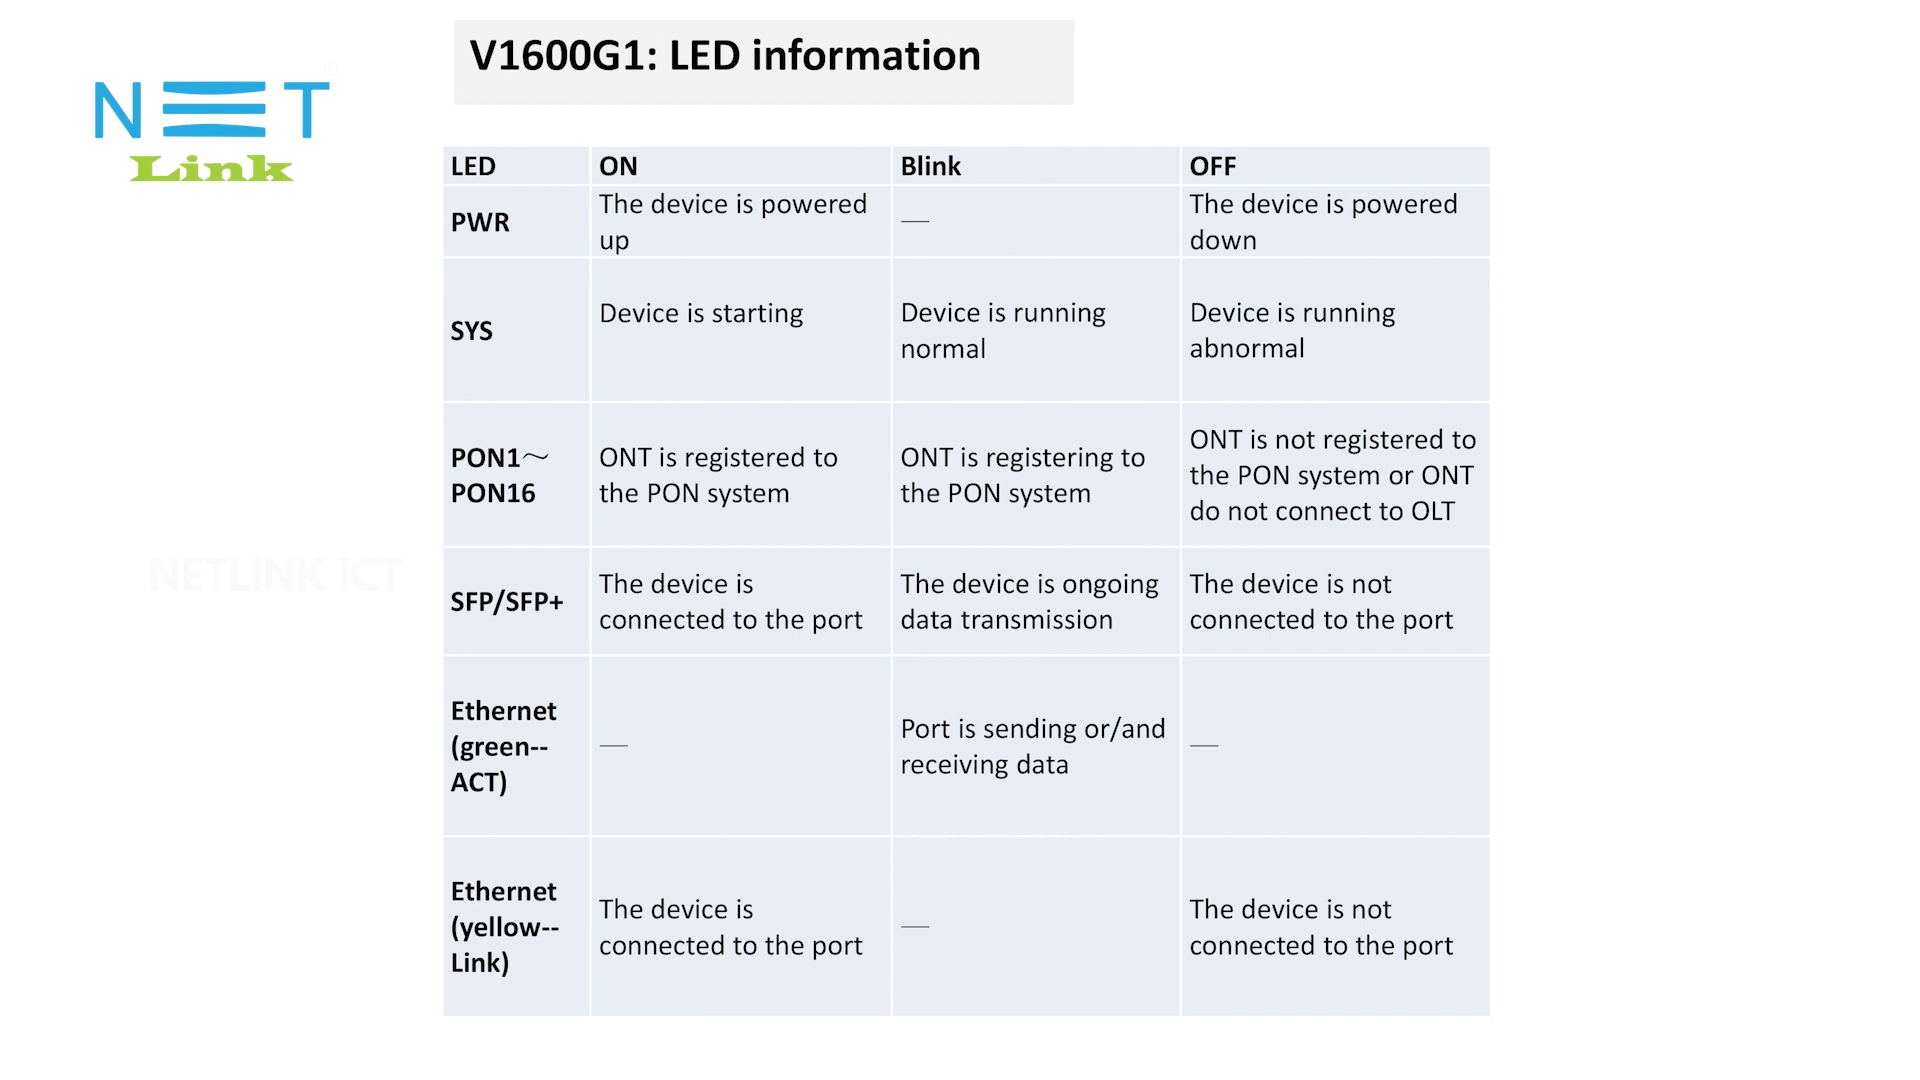 V1600G1: LED information
NET
Link
LED ON Blink OFF
PWR
The device is powered
up
—
The device is powered
down
SYS
Device is starting
Device is running
normal
Device is running
abnormal
PON1～
PON16
ONT is registered to
the PON system
ONT is registering to
the PON system
ONT is not registered to
the PON system or ONT
do not connect to OLT
NETLINK ICT
SFP/SFP+
The device is
connected to the port
The device is ongoing
data transmission
The device is not
connected to the port
Ethernet
(green--
ACT)
—
Port is sending or/and
receiving data
—
Ethernet
(yellow--
Link)
The device is
connected to the port
—
The device is not
connected to the port